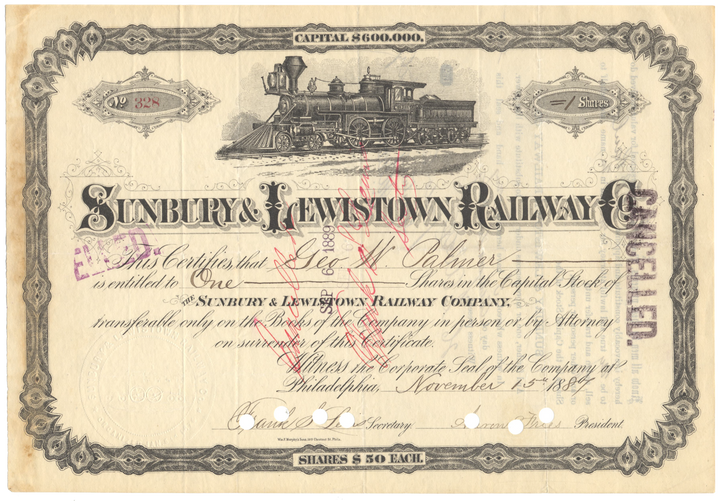 CAPITAL $600.000.
No 328
1 Shares
SUNBURY & LEWISTOWN RAILWAY CO.
This Certifies, that Geo W. Palmer
is entitled to One Shares in the Capital Stock of
THE SUNBURY & LEWISTOWN RAILWAY COMPANY.
transferable only on the Books of the Company in person or by Attorney
on surrender of this Certificate.
Witness the Corporate Seal of the Company at
Philadelphia, November 15th 1887
Secretary. President.
SHARES $50 EACH.
CANCELLED.
SEP 6 1889